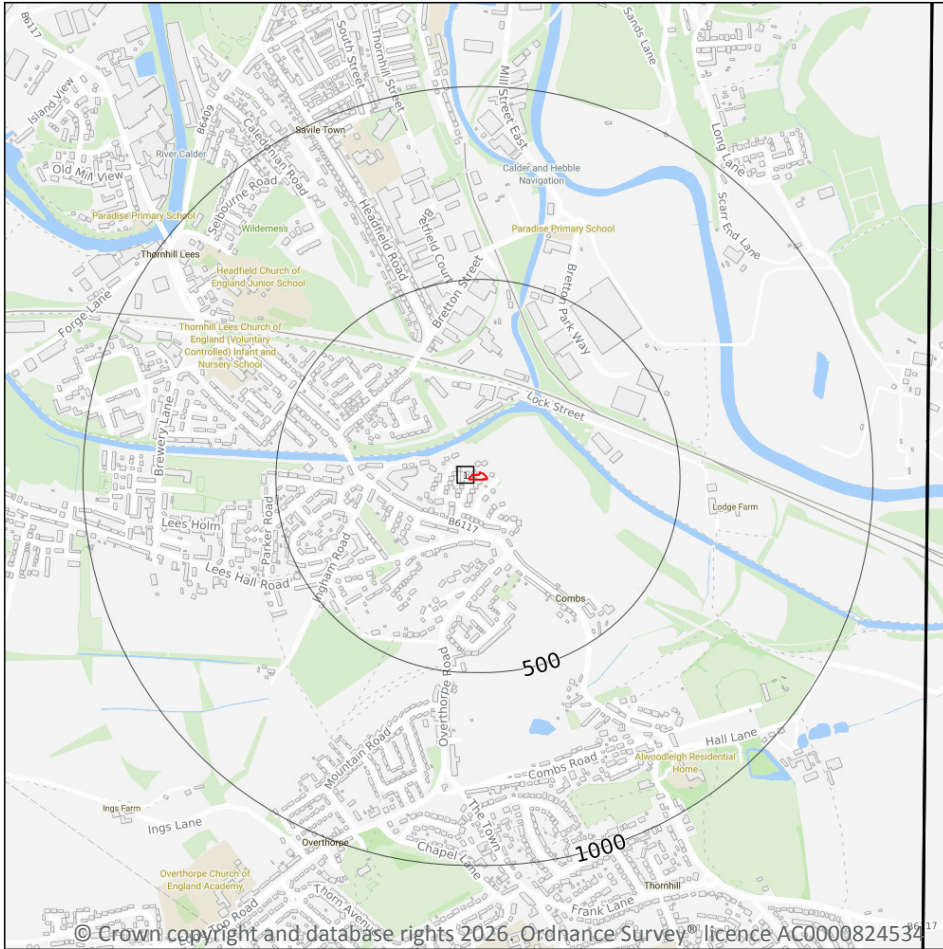 B6117
Island View
South Street
Thornhill Street
Sands Lane
Mill Street East
B6409
Savile Town
Long Lane
River Calder
Caledonian Road
Calder and Hebble
Navigation
Old Mill View
Selbourne Road
Scarr End Lane
Headfield Road
Bretfield Court
Paradise Primary School
Wilderness
Paradise Primary School
Thornhill Lees
Headfield Church of
England Junior School
Bretton Street
Bretton Park Way
Forge Lane
Thornhill Lees Church of
England (Voluntary
Controlled) Infant and
Nursery School
Lock Street
Brewery Lane
1
Lodge Farm
Parker Road
B6117
Lees Holm
Ingham Road
Lees Hall Road
Combs
500
Overthorpe Road
Hall Lane
Mountain Road
Combs Road
Alwoodleigh Residential
Home
Ings Farm
Ings Lane
The Town
Overthorpe
Chapel Lane
1000
Overthorpe Church of
England Academy
Thornhill
Thorn Avenue
Frank Lane
B6117
© Crown copyright and database rights 2026. Ordnance Survey® licence AC0000824534